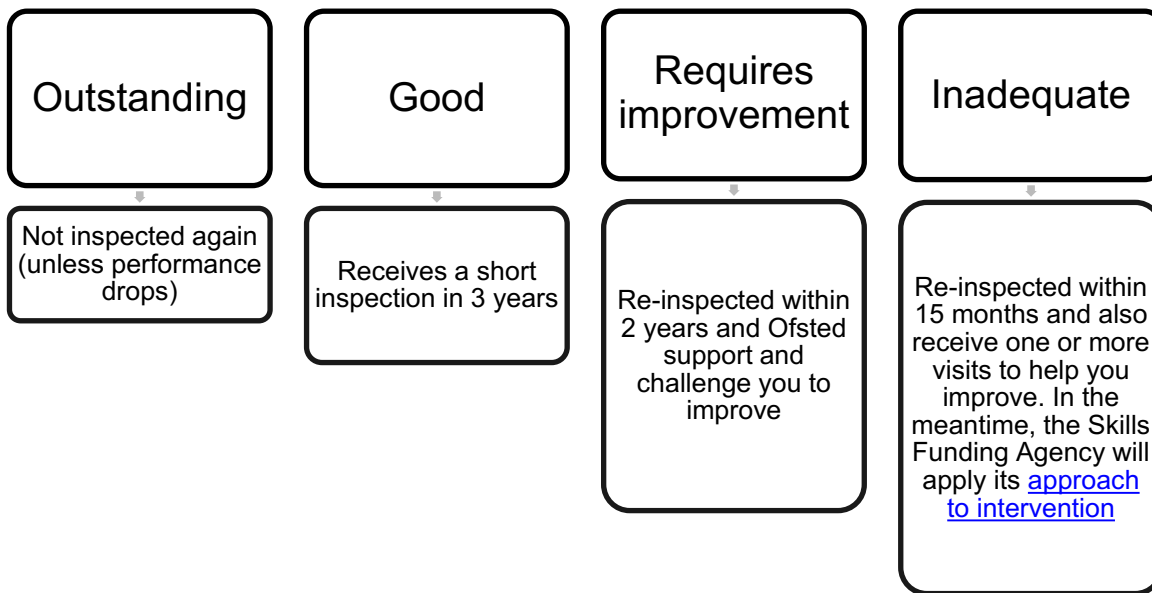 Outstanding
Not inspected again
(unless performance
drops)
Good
Receives a short
inspection in 3 years
Requires
improvement
Re-inspected within
2 years and Ofsted
support and
challenge you to
improve
Inadequate
Re-inspected within
15 months and also
receive one or more
visits to help you
improve. In the
meantime, the Skills
Funding Agency will
apply its approach
to intervention